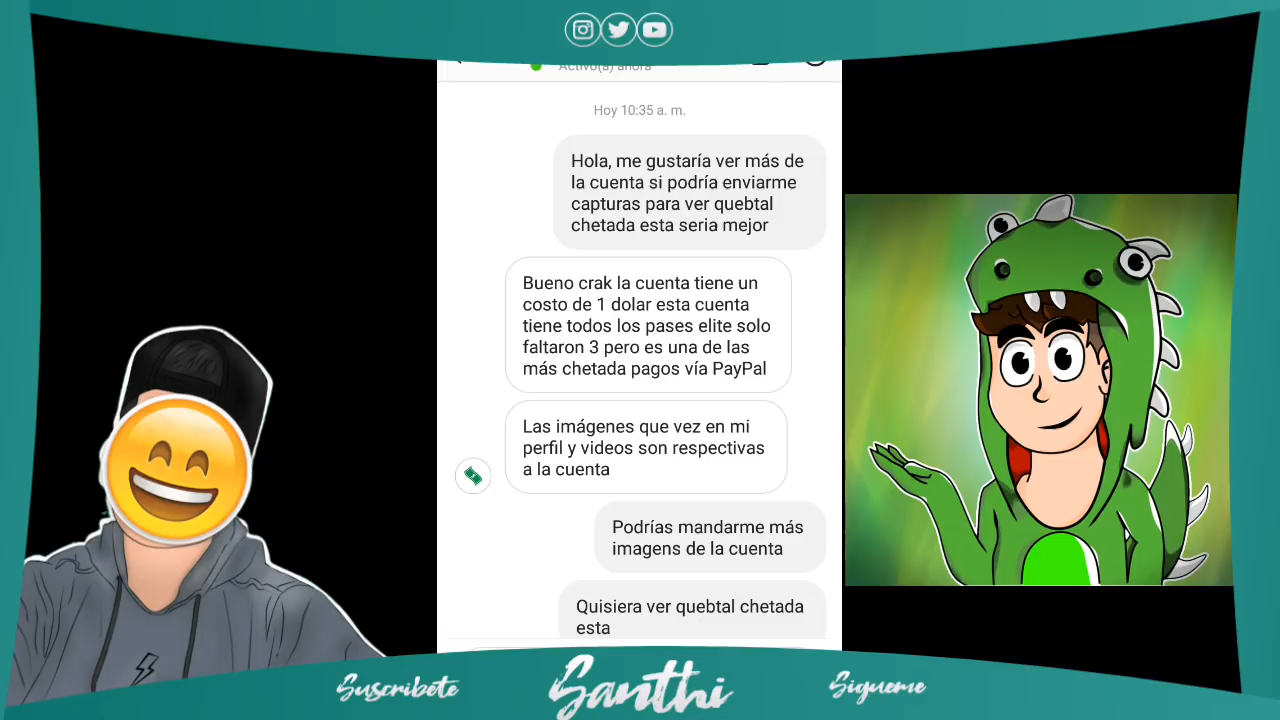 Activo(a) ahora
Hoy 10:35 a. m.
Hola, me gustaría ver más de
la cuenta si podría enviarme
capturas para ver quebtal
chetada esta seria mejor
Bueno crak la cuenta tiene un
costo de 1 dolar esta cuenta
tiene todos los pases elite solo
faltaron 3 pero es una de las
más chetada pagos vía PayPal
Las imágenes que vez en mi
perfil y videos son respectivas
a la cuenta
Podrías mandarme más
imagens de la cuenta
Quisiera ver quebtal chetada
esta
Suscribete
Santhi
Sigueme